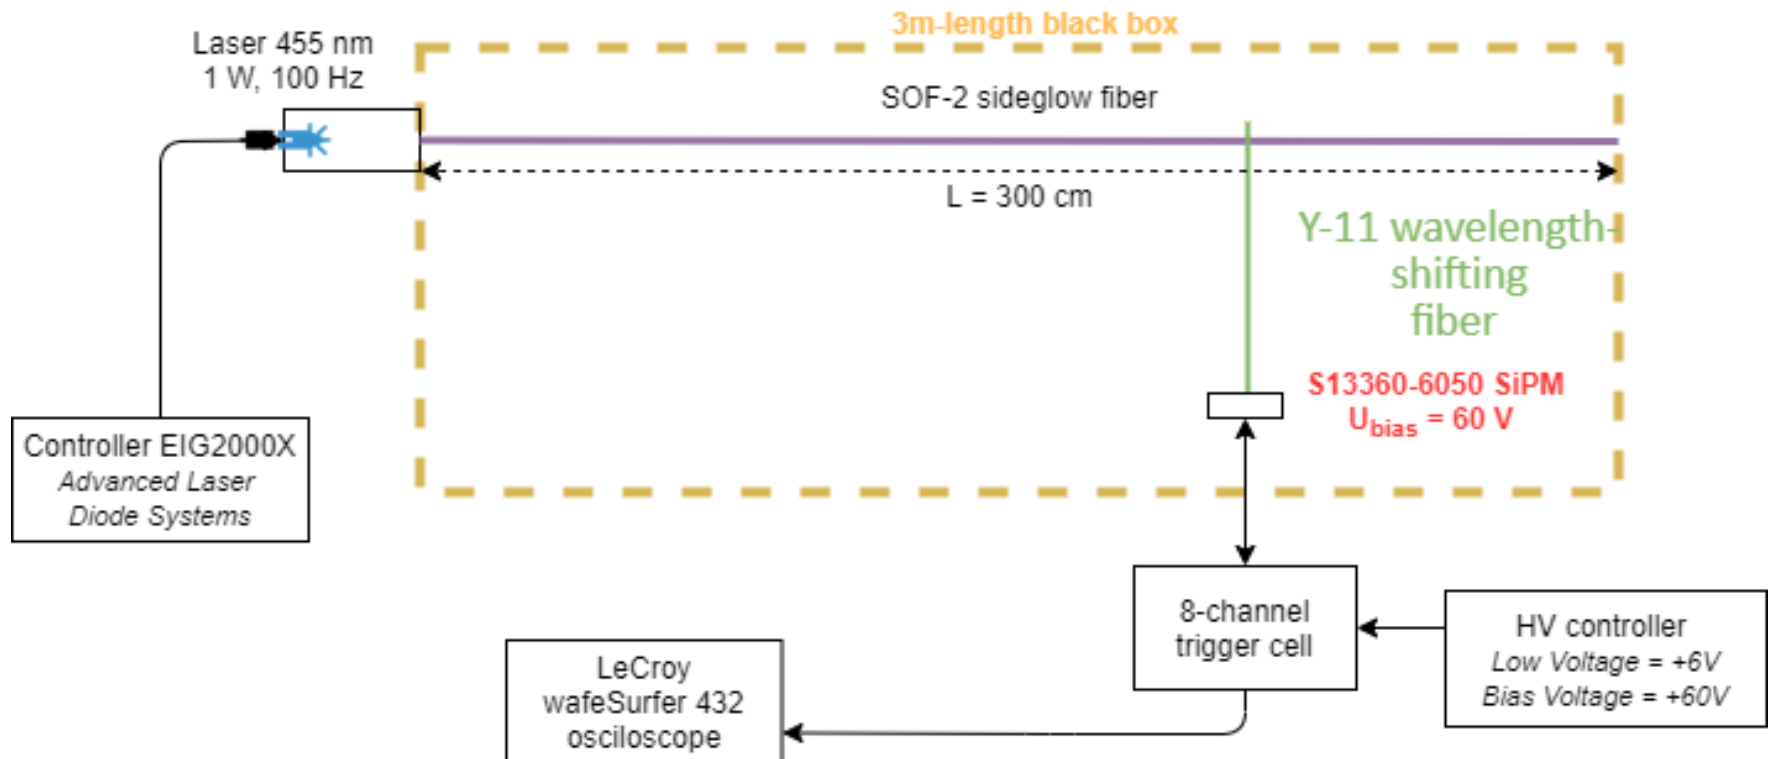 3m-length black box
Laser 455 nm
1 W, 100 Hz
SOF-2 sideglow fiber
L = 300 cm
Y-11 wavelength-
shifting
fiber
S13360-6050 SiPM
Ubias = 60 V
Controller EIG2000X
Advanced Laser
Diode Systems
8-channel
trigger cell
HV controller
Low Voltage = +6V
Bias Voltage = +60V
LeCroy
wafeSurfer 432
osciloscope